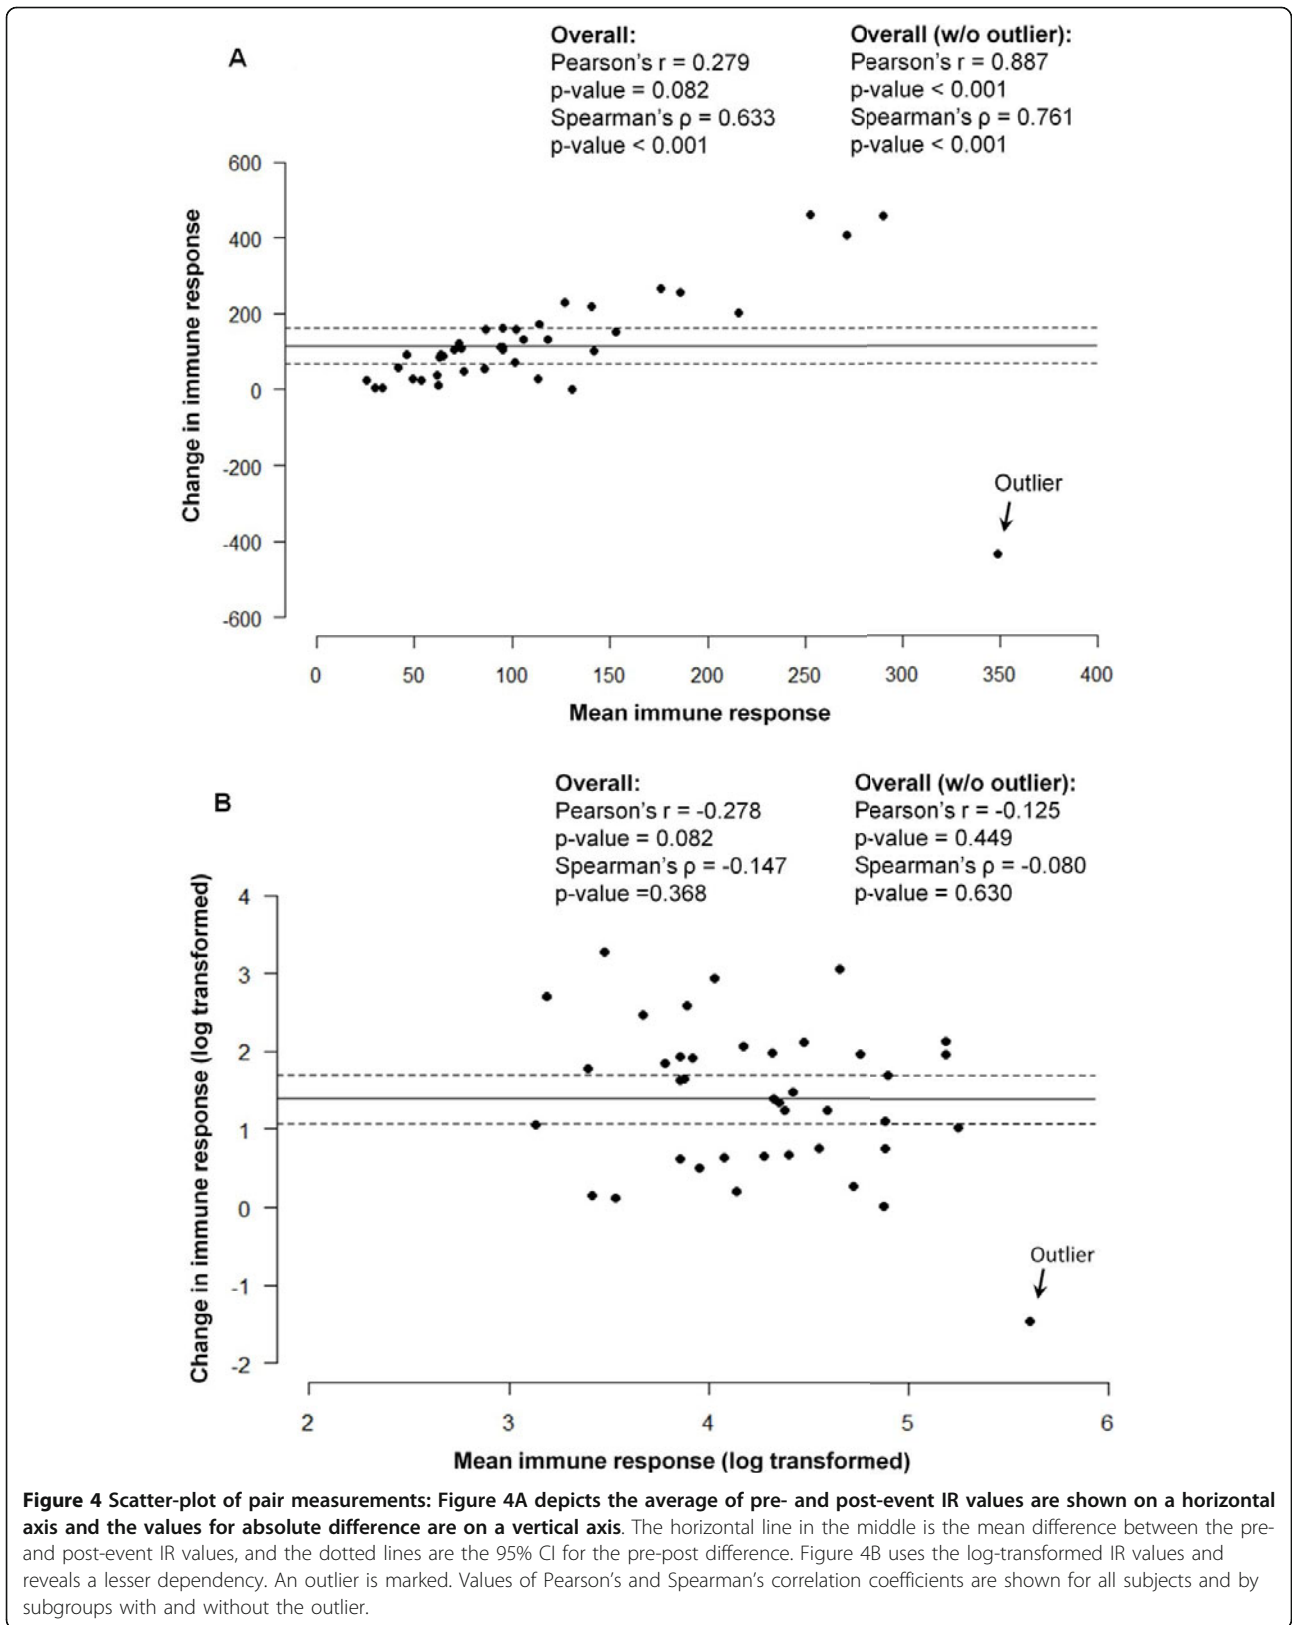 A
Overall:
Pearson's r = 0.279
p-value = 0.082
Spearman's ρ = 0.633
p-value < 0.001
Overall (w/o outlier):
Pearson's r = 0.887
p-value < 0.001
Spearman's ρ = 0.761
p-value < 0.001
Change in immune response
600
400
200
0
-200
-400
-600
Outlier
0 50 100 150 200 250 300 350 400
Mean immune response
B
Overall:
Pearson's r = -0.278
p-value = 0.082
Spearman's ρ = -0.147
p-value =0.368
Overall (w/o outlier):
Pearson's r = -0.125
p-value = 0.449
Spearman's ρ = -0.080
p-value = 0.630
Change in immune response (log transformed)
4
3
2
1
0
-1
-2
Outlier
2 3 4 5 6
Mean immune response (log transformed)
Figure 4 Scatter-plot of pair measurements: Figure 4A depicts the average of pre- and post-event IR values are shown on a horizontal
axis and the values for absolute difference are on a vertical axis. The horizontal line in the middle is the mean difference between the pre-
and post-event IR values, and the dotted lines are the 95% CI for the pre-post difference. Figure 4B uses the log-transformed IR values and
reveals a lesser dependency. An outlier is marked. Values of Pearson's and Spearman's correlation coefficients are shown for all subjects and by
subgroups with and without the outlier.